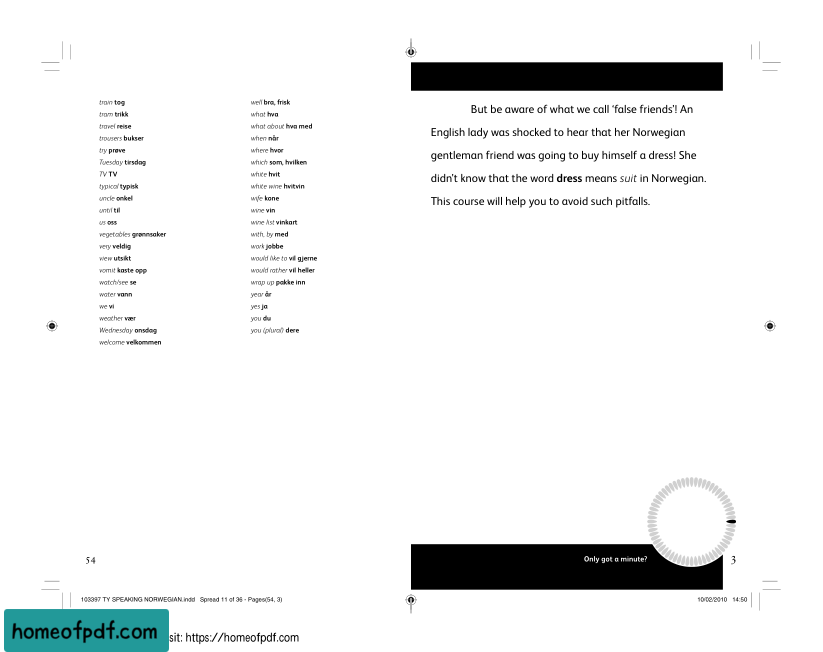 train tog
tram trikk
travel reise
trousers bukser
try prøve
Tuesday tirsdag
TV TV
typical typisk
uncle onkel
until til
us oss
vegetables grønnsaker
very veldig
view utsikt
vomit kaste opp
watch/see se
water vann
we vi
weather vær
Wednesday onsdag
welcome velkommen
well bra, frisk
what hva
what about hva med
when når
where hvor
which som, hvilken
white hvit
white wine hvitvin
wife kone
wine vin
wine list vinkart
with, by med
work jobbe
would like to vil gjerne
would rather vil heller
wrap up pakke inn
year år
yes ja
you du
you (plural) dere
54
But be aware of what we call ‘false friends’! An
English lady was shocked to hear that her Norwegian
gentleman friend was going to buy himself a dress! She
didn’t know that the word dress means suit in Norwegian.
This course will help you to avoid such pitfalls.
Only got a minute?
3
103397 TY SPEAKING NORWEGIAN.indd Spread 11 of 36 - Pages(54, 3)
10/02/2010 14:50
homeofpdf.com
sit: https://homeofpdf.com